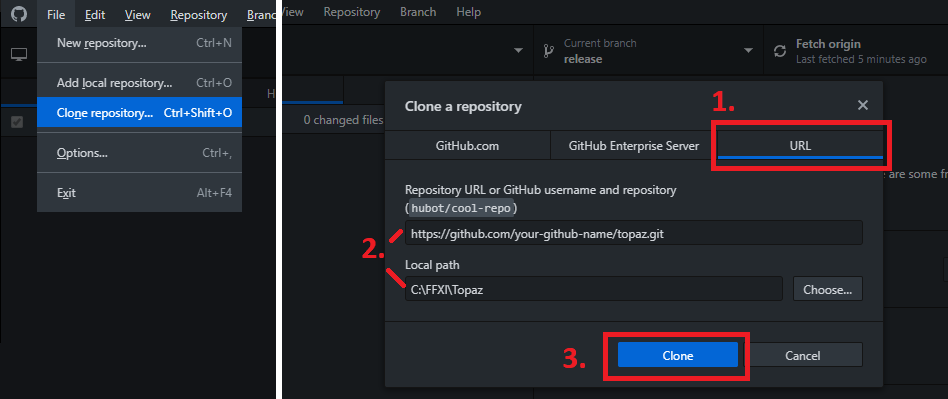 File Edit View Repository Branc
New repository... Ctrl+N
Add local repository... Ctrl+O
H
Clone repository... Ctrl+Shift+O
Options... Ctrl+,
Exit Alt+F4
View Repository Branch Help
Current branch
release
Fetch origin
Last fetched 5 minutes ago
0 changed files
Clone a repository
1.
GitHub.com GitHub Enterprise Server URL
e are some fr
Repository URL or GitHub username and repository
(hubot/cool-repo)
https://github.com/your-github-name/topaz.git
2.
Local path
C:\FFXI\Topaz Choose...
3.
Clone Cancel